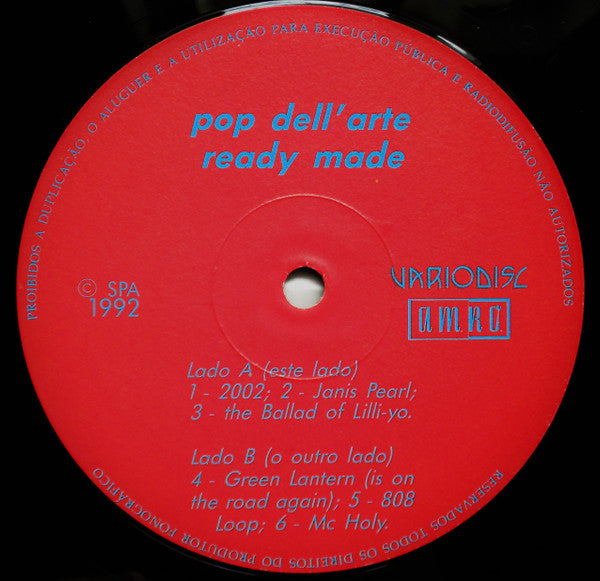 PROIBIDOS A DUPLICAÇÃO, O ALUGUER E A UTILIZAÇÃO PARA EXECUÇÃO PÚBLICA E RADIODIFUSÃO NÃO AUTORIZADOS
pop dell'arte
ready made
© SPA
1992
VARIODISC
a.m.r.a.
Lado A (este lado)
1 - 2002; 2 - Janis Pearl;
3 - the Ballad of Lilli-yo.
Lado B (o outro lado)
4 - Green Lantern (is on
the road again); 5 - 808
Loop; 6 - Mc Holy.
RESERVADOS TODOS OS DIREITOS DO PRODUTOR FONOGRÁFICO